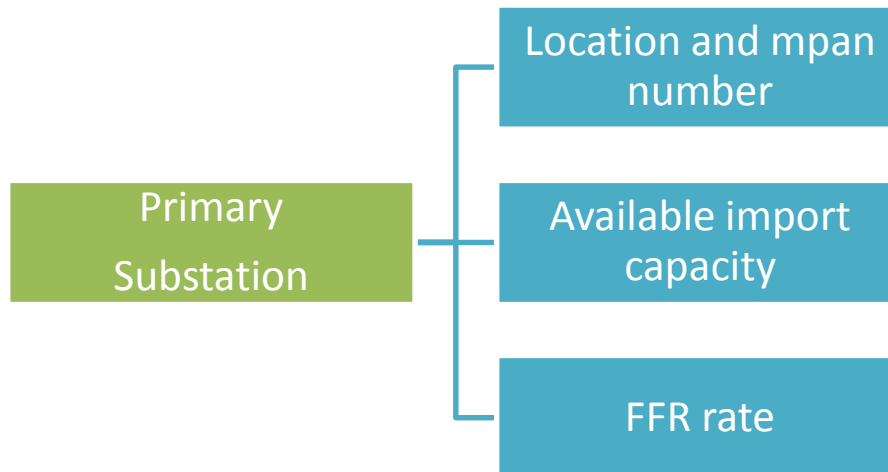 Primary
Substation
Location and mpan
number
Available import
capacity
FFR rate